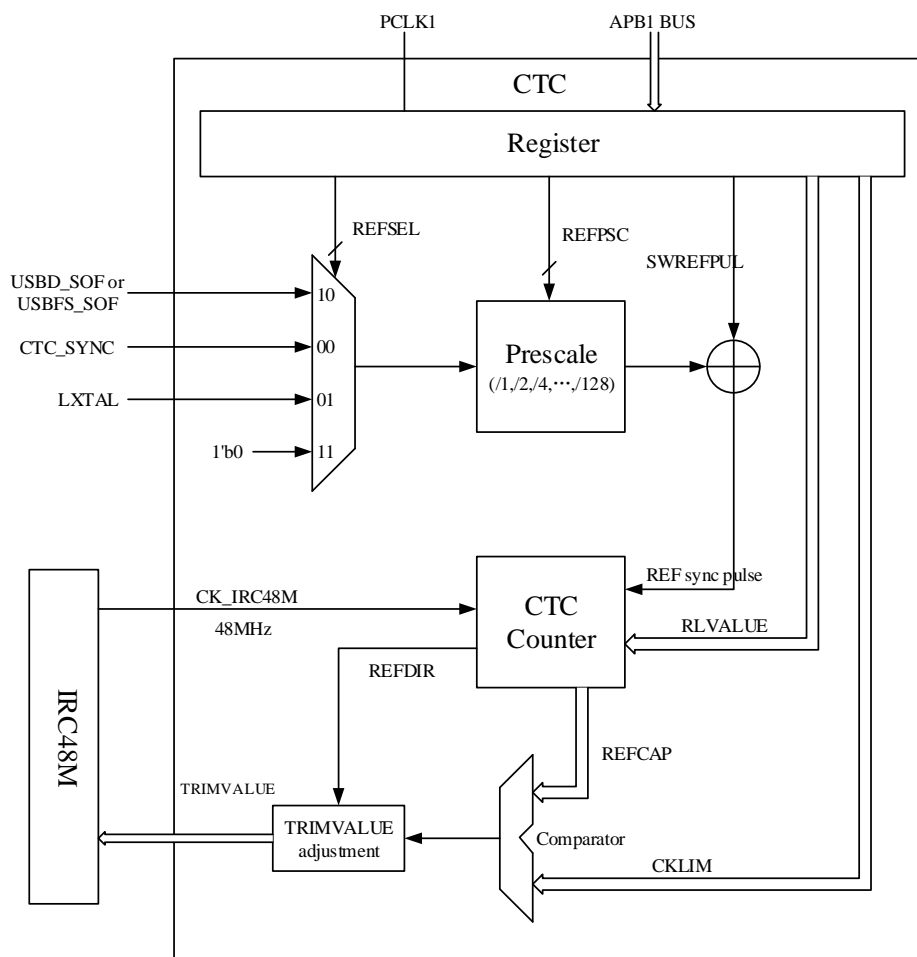 PCLK1
APB1 BUS
CTC
Register
REFSEL
REFPSC
SWREFPUL
USBD_SOF or
USBFS_SOF
10
CTC_SYNC
00
LXTAL
01
1'b0
11
Prescale
(/1,/2,/4,⋯,/128)
REF sync pulse
CK_IRC48M
48MHz
CTC
Counter
RLVALUE
REFDIR
IRC48M
REFCAP
TRIMVALUE
TRIMVALUE
adjustment
Comparator
CKLIM